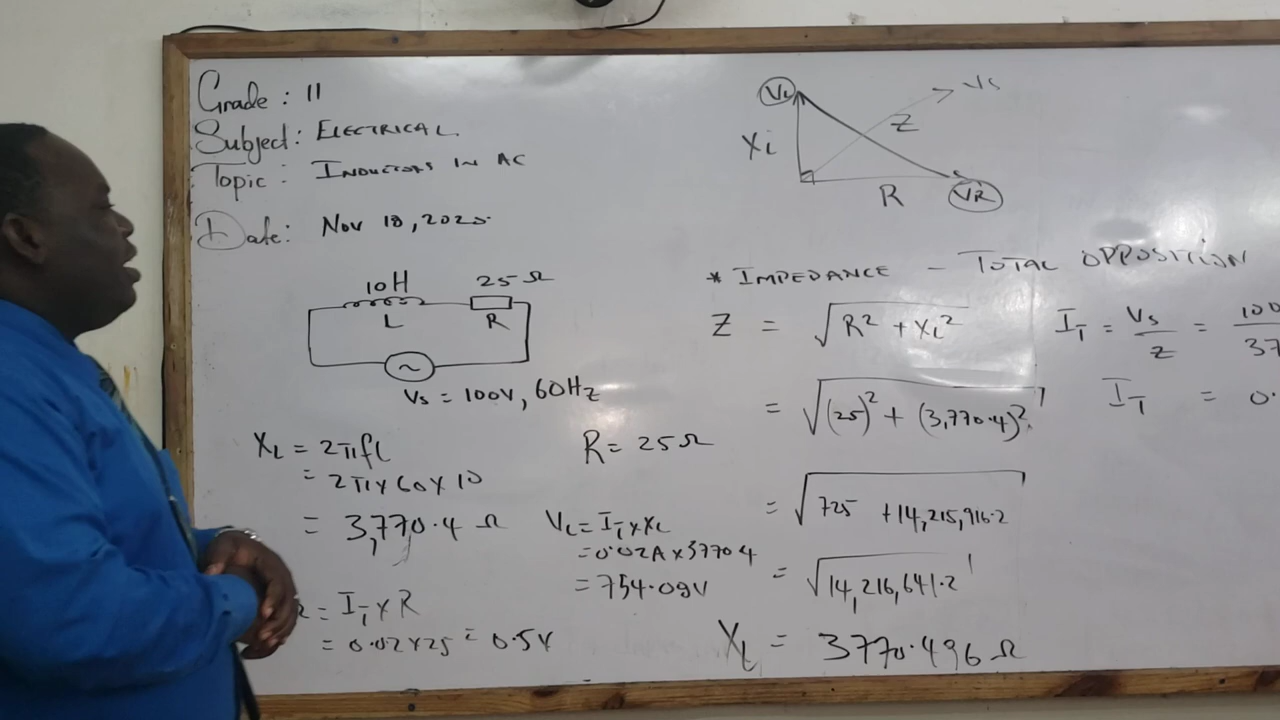 Grade : 11
Subject : ELECTRICAL
Topic : INDUCTORS IN AC
Date: Nov 18, 2020
10H
25Ω
L
R
Vs = 100V, 60Hz
XL = 2πfL
= 2π x 60 x 10
= 3,770.4 Ω
R = 25Ω
= IT x R
= 0.02 x 25 = 0.5V
VL = IT x XL
= 0.02A x 3770.4
= 754.09V
VL
Vs
Z
XL
R
VR
* IMPEDANCE - TOTAL OPPOSITION
Z = √R² + XL²
= √(25)² + (3,770.4)²
= √725 + 14,215,916.2
= √14,216,641.2
XL = 3770.496 Ω
IT = Vs/Z = 100/37
IT = 0.